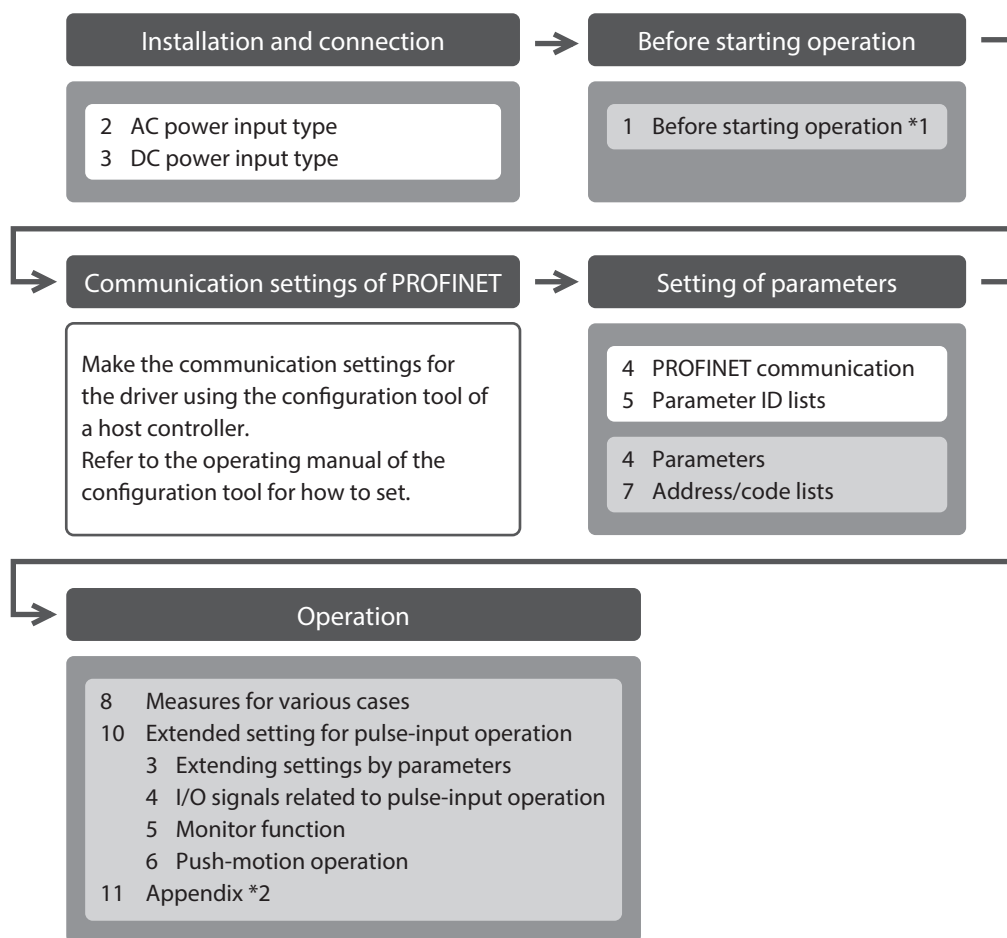 Installation and connection
2 AC power input type
3 DC power input type
Before starting operation
1 Before starting operation *1
Communication settings of PROFINET
Make the communication settings for
the driver using the configuration tool of
a host controller.
Refer to the operating manual of the
configuration tool for how to set.
Setting of parameters
4 PROFINET communication
5 Parameter ID lists
4 Parameters
7 Address/code lists
Operation
8 Measures for various cases
10 Extended setting for pulse-input operation
3 Extending settings by parameters
4 I/O signals related to pulse-input operation
5 Monitor function
6 Push-motion operation
11 Appendix *2